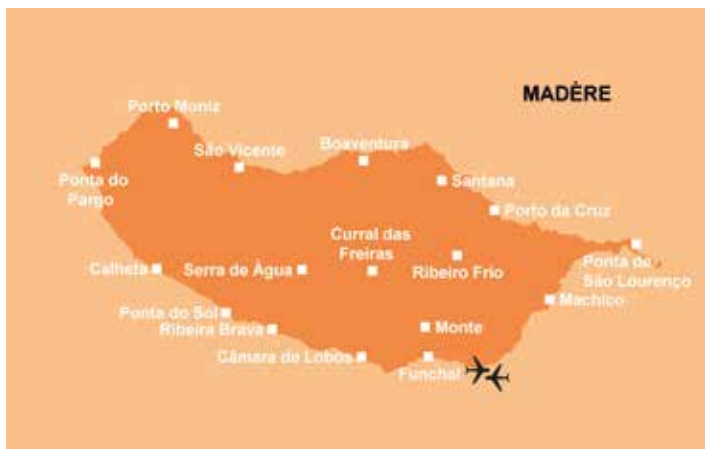 MADÈRE
Porto Moniz
São Vicente
Boaventura
Ponta do
Pargo
Santana
Porto da Cruz
Curral das
Freiras
Calheta
Serra de Água
Ribeiro Frio
Ponta de
São Lourenço
Machico
Ponta do Sol
Ribeira Brava
Monte
Câmara de Lobos
Funchal